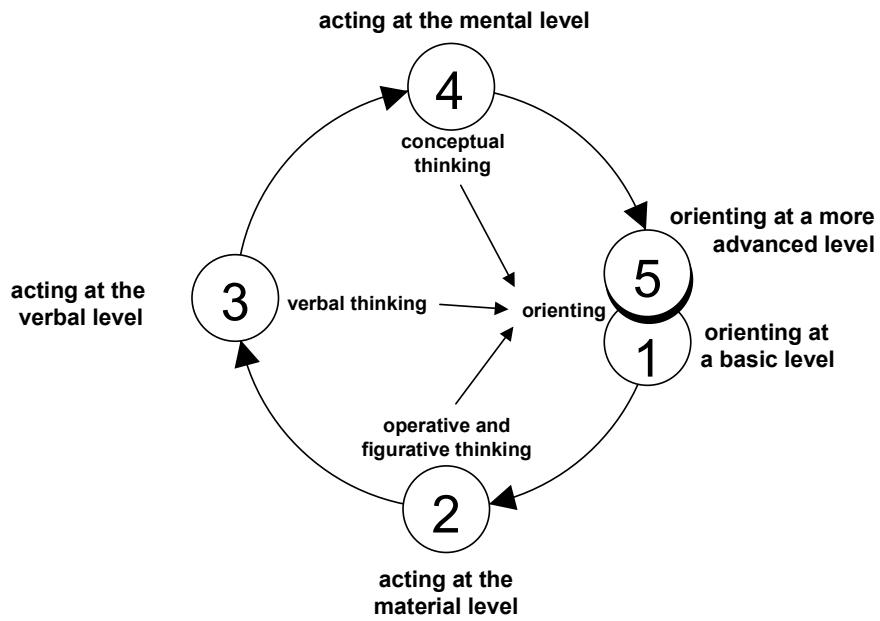 acting at the mental level
4
conceptual
thinking
orienting at a more
advanced level
5
acting at the
verbal level
3
verbal thinking
orienting
1
orienting at
a basic level
operative and
figurative thinking
2
acting at the
material level